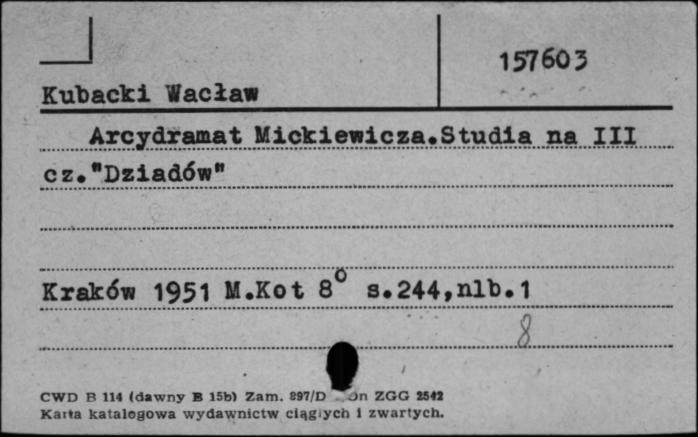 157603
Kubacki Wacław
Arcydramat Mickiewicza.Studia na III
cz."Dziadów"
Kraków 1951 M.Kot 8° s.244,nlb.1
8
CWD B 114 (dawny B 15b) Zam. 897/D ZGG 2542
Karta katalogowa wydawnictw ciągłych i zwartych.